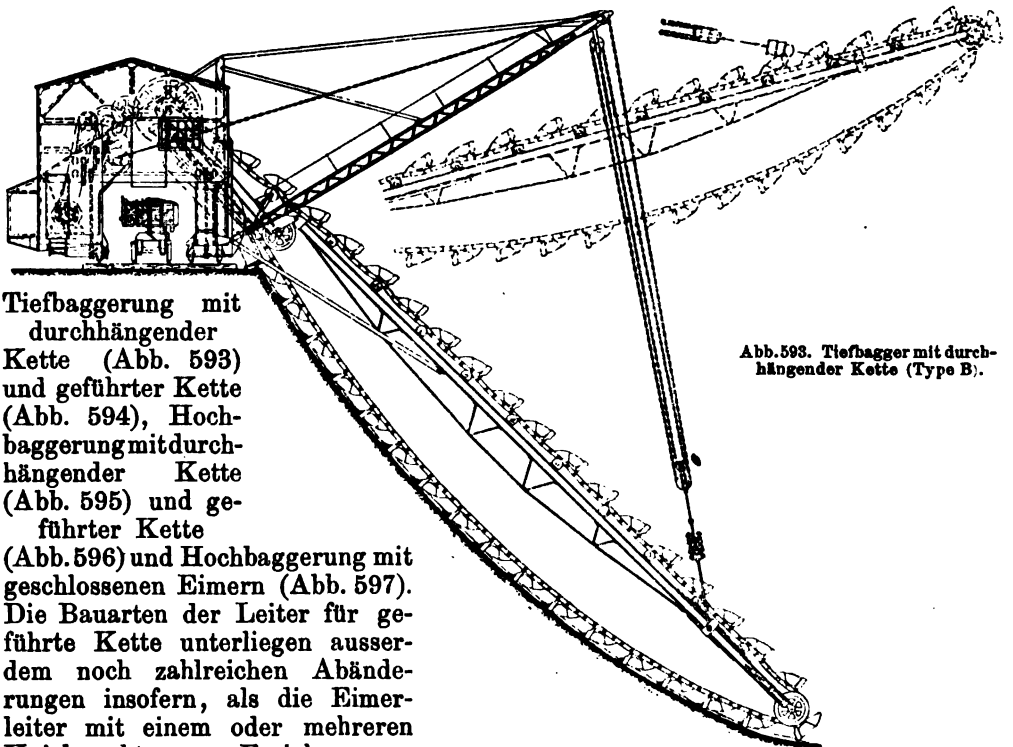 Tiefbaggerung mit
durchhängender
Kette (Abb. 593)
und geführter Kette
(Abb. 594), Hoch-
baggerung mit durch-
hängender Kette
(Abb. 595) und ge-
führter Kette
(Abb. 596) und Hochbaggerung mit
geschlossenen Eimern (Abb. 597).
Die Bauarten der Leiter für ge-
führte Kette unterliegen ausser-
dem noch zahlreichen Abände-
rungen insofern, als die Eimer-
leiter mit einem oder mehreren
Abb. 593. Tiefbagger mit durch-
hängender Kette (Type B).